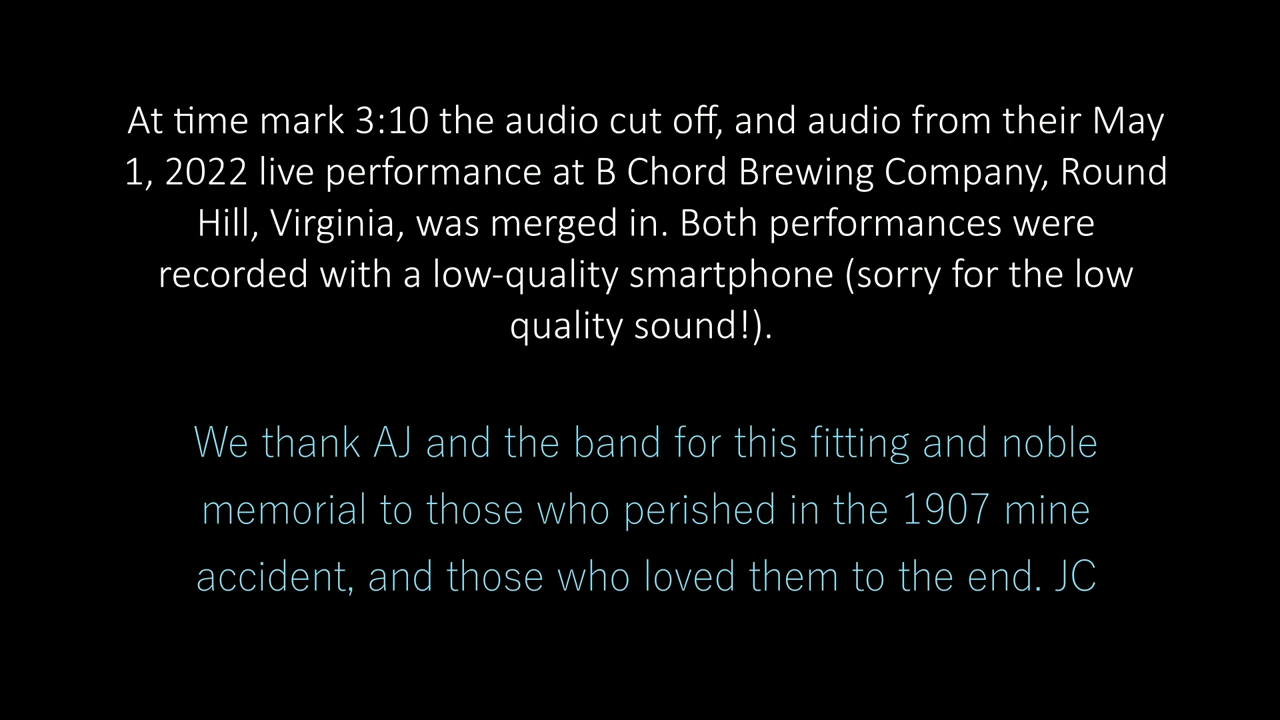 At time mark 3:10 the audio cut off, and audio from their May
1, 2022 live performance at B Chord Brewing Company, Round
Hill, Virginia, was merged in. Both performances were
recorded with a low-quality smartphone (sorry for the low
quality sound!).
We thank AJ and the band for this fitting and noble
memorial to those who perished in the 1907 mine
accident, and those who loved them to the end. JC